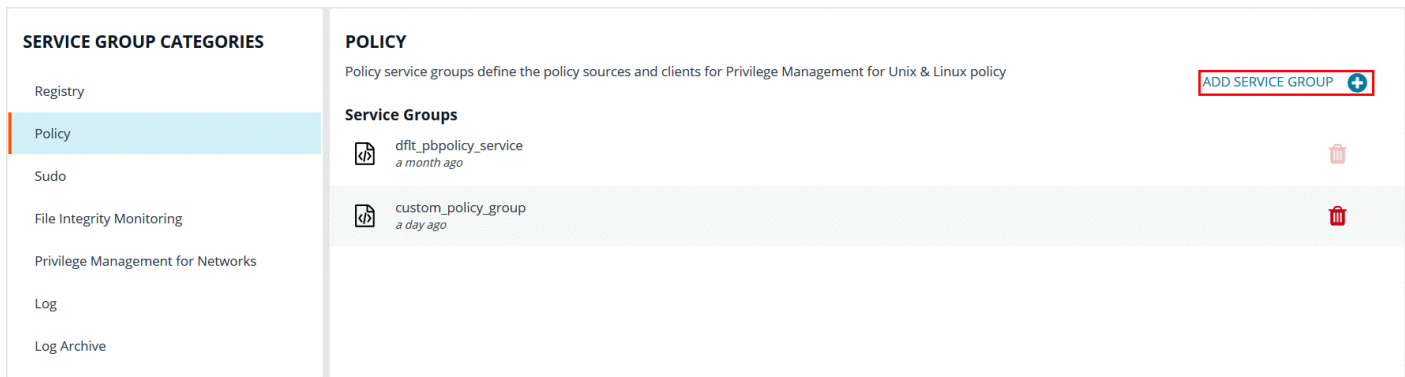 SERVICE GROUP CATEGORIES
Registry
Policy
Sudo
File Integrity Monitoring
Privilege Management for Networks
Log
Log Archive
POLICY
Policy service groups define the policy sources and clients for Privilege Management for Unix & Linux policy
ADD SERVICE GROUP
Service Groups
dflt_pbpolicy_service
a month ago
custom_policy_group
a day ago